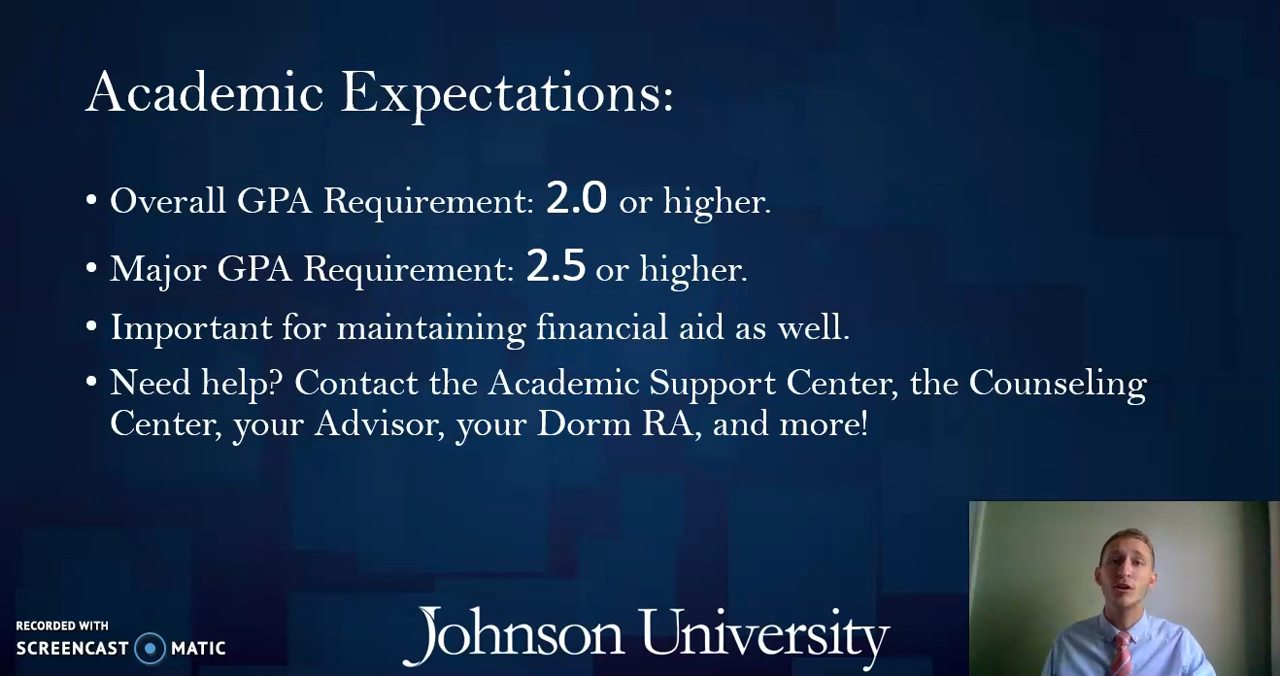 Academic Expectations:
• Overall GPA Requirement: 2.0 or higher.
• Major GPA Requirement: 2.5 or higher.
• Important for maintaining financial aid as well.
• Need help? Contact the Academic Support Center, the Counseling
Center, your Advisor, your Dorm RA, and more!
RECORDED WITH
SCREENCAST MATIC
Johnson University